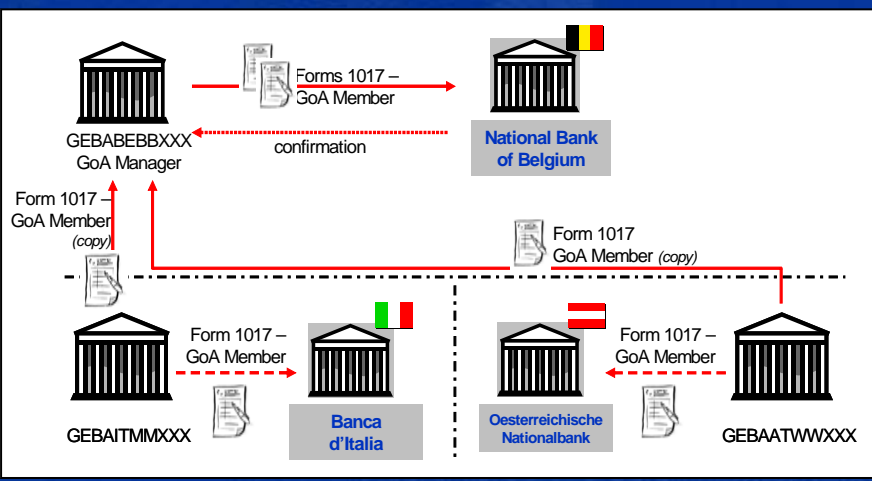 Forms 1017 –
GoA Member
GEBABEBBXXX
GoA Manager
confirmation
National Bank
of Belgium
Form 1017 –
GoA Member
(copy)
Form 1017
GoA Member (copy)
Form 1017 –
GoA Member
GEBAITMMXXX
Banca
d'Italia
Oesterreichische
Nationalbank
Form 1017 –
GoA Member
GEBAATWWXXX